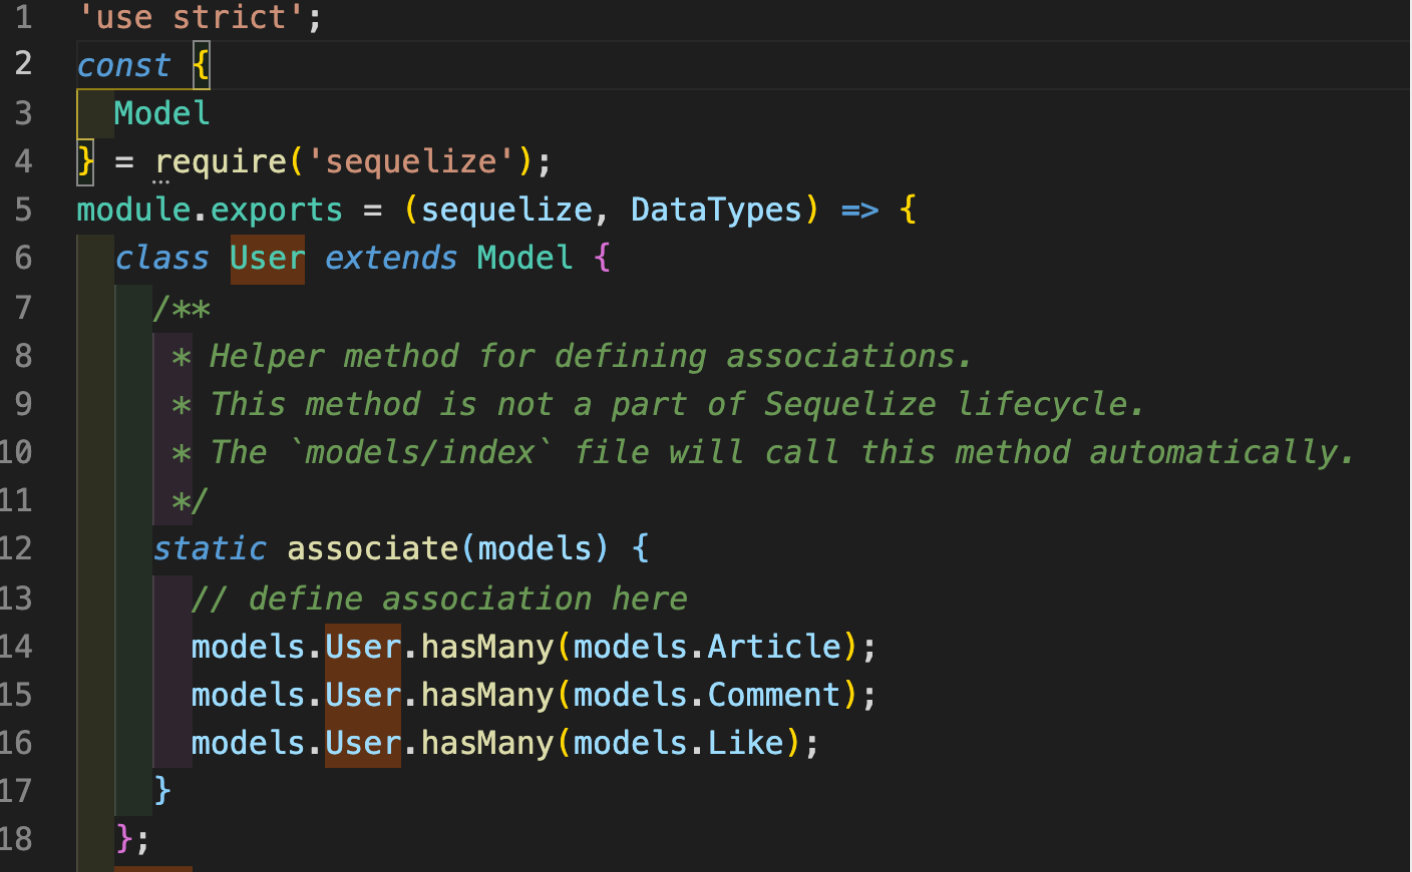 1 'use strict';
2 const {
3   Model
4 } = require('sequelize');
5 module.exports = (sequelize, DataTypes) => {
6   class User extends Model {
7     /**
8      * Helper method for defining associations.
9      * This method is not a part of Sequelize lifecycle.
10      * The `models/index` file will call this method automatically.
11      */
12     static associate(models) {
13       // define association here
14       models.User.hasMany(models.Article);
15       models.User.hasMany(models.Comment);
16       models.User.hasMany(models.Like);
17     }
18   };